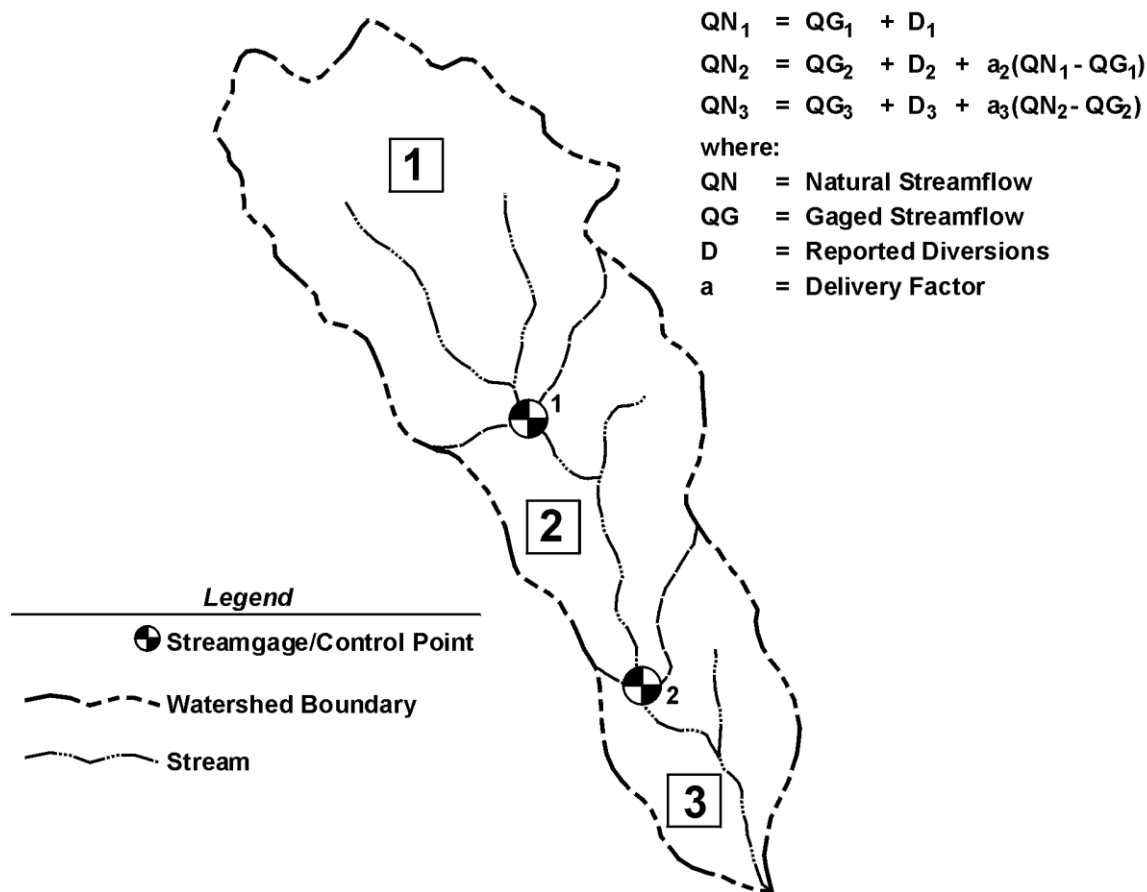 QN₁ = QG₁ + D₁
QN₂ = QG₂ + D₂ + a₂(QN₁ - QG₁)
QN₃ = QG₃ + D₃ + a₃(QN₂ - QG₂)
where:
QN = Natural Streamflow
QG = Gaged Streamflow
D = Reported Diversions
a = Delivery Factor
1
1
2
Legend
Streamgage/Control Point
2
Watershed Boundary
Stream
3